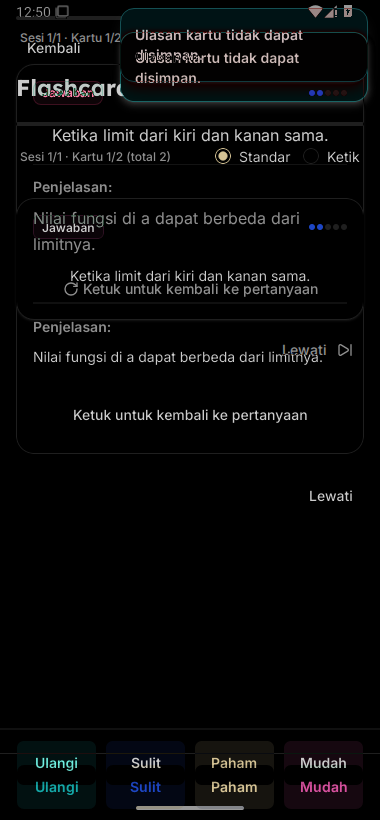 12:50
Sesi 1/1 · Kartu 1/2
Kembali
Ulasan kartu tidak dapat
disimpan.
Ulasan kartu tidak dapat
disimpan.
Flashcard
Jawaban
Ketika limit dari kiri dan kanan sama.
Sesi 1/1 · Kartu 1/2 (total 2)
Standar
Ketik
Penjelasan:
Nilai fungsi di a dapat berbeda dari
limitnya.
Jawaban
Ketika limit dari kiri dan kanan sama.
Ketuk untuk kembali ke pertanyaan
Penjelasan:
Lewati
Nilai fungsi di a dapat berbeda dari limitnya.
Ketuk untuk kembali ke pertanyaan
Lewati
Ulangi Sulit Paham Mudah
Ulangi Sulit Paham Mudah